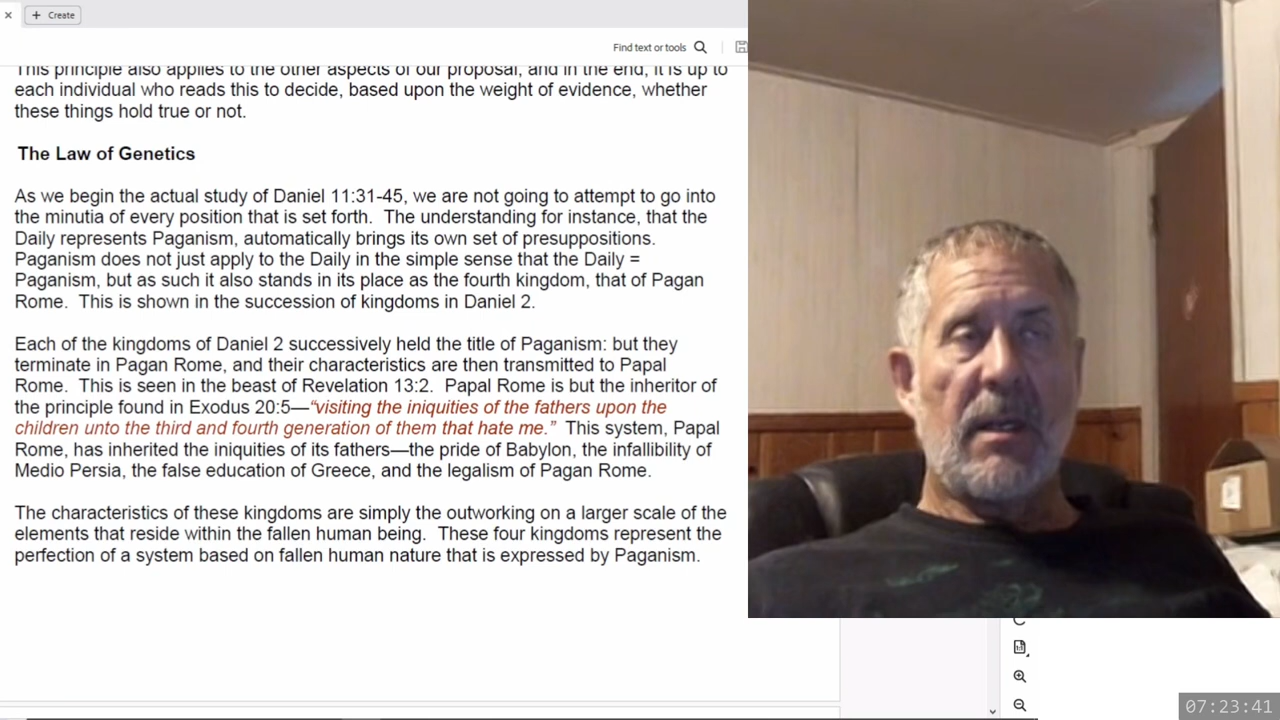 Create
Find text or tools
This principle also applies to the other aspects of our proposal, and in the end, it is up to
each individual who reads this to decide, based upon the weight of evidence, whether
these things hold true or not.
The Law of Genetics
As we begin the actual study of Daniel 11:31-45, we are not going to attempt to go into
the minutia of every position that is set forth. The understanding for instance, that the
Daily represents Paganism, automatically brings its own set of presuppositions.
Paganism does not just apply to the Daily in the simple sense that the Daily =
Paganism, but as such it also stands in its place as the fourth kingdom, that of Pagan
Rome. This is shown in the succession of kingdoms in Daniel 2.
Each of the kingdoms of Daniel 2 successively held the title of Paganism: but they
terminate in Pagan Rome, and their characteristics are then transmitted to Papal
Rome. This is seen in the beast of Revelation 13:2. Papal Rome is but the inheritor of
the principle found in Exodus 20:5—“visiting the iniquities of the fathers upon the
children unto the third and fourth generation of them that hate me.” This system, Papal
Rome, has inherited the iniquities of its fathers—the pride of Babylon, the infallibility of
Medio Persia, the false education of Greece, and the legalism of Pagan Rome.
The characteristics of these kingdoms are simply the outworking on a larger scale of the
elements that reside within the fallen human being. These four kingdoms represent the
perfection of a system based on fallen human nature that is expressed by Paganism.
07:23:41